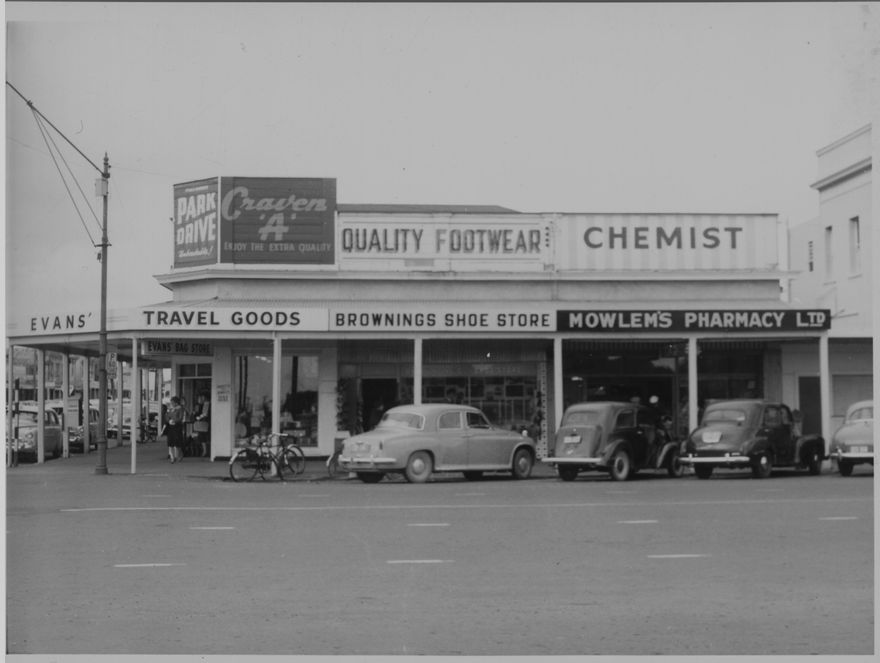 PARK
DRIVE
Craven
'A'
ENJOY THE EXTRA QUALITY
QUALITY FOOTWEAR
CHEMIST
EVANS'
TRAVEL GOODS
BROWNINGS SHOE STORE
MOWLEM'S PHARMACY LTD
EVANS BAG STORE
P